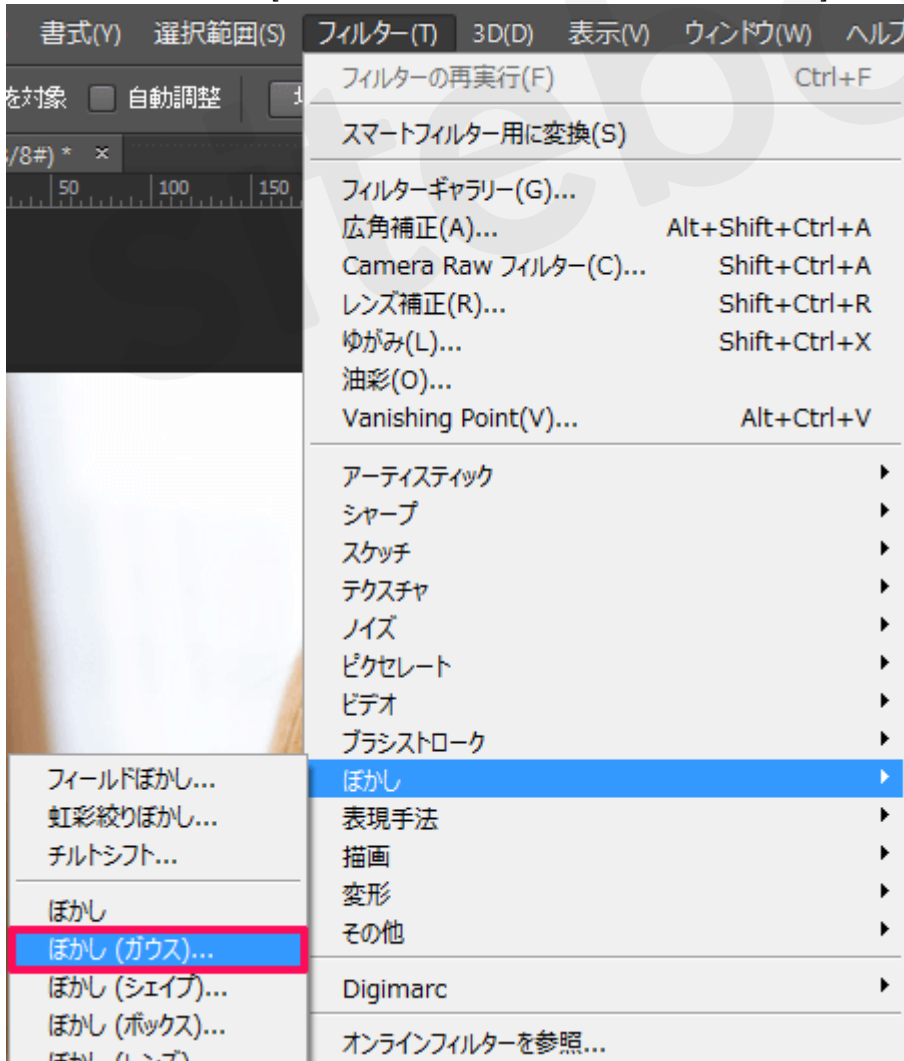 書式(Y) 選択範囲(S) フィルター(T) 3D(D) 表示(V) ウィンドウ(W) ヘルプ
を対象 自動調整
/8#) * ×
50 100 150
フィルターの再実行(F) Ctrl+F
スマートフィルター用に変換(S)
フィルターギャラリー(G)...
広角補正(A)... Alt+Shift+Ctrl+A
Camera Raw フィルター(C)... Shift+Ctrl+A
レンズ補正(R)... Shift+Ctrl+R
ゆがみ(L)... Shift+Ctrl+X
油彩(O)...
Vanishing Point(V)... Alt+Ctrl+V
アーティスティック
シャープ
スケッチ
テクスチャ
ノイズ
ピクセレート
ビデオ
ブラシストローク
ぼかし
表現手法
描画
変形
その他
Digimarc
オンラインフィルターを参照...
フィールドぼかし...
虹彩絞りぼかし...
チルトシフト...
ぼかし
ぼかし (ガウス)...
ぼかし (シェイプ)...
ぼかし (ボックス)...
ぼかし (レンズ)...
sitebo